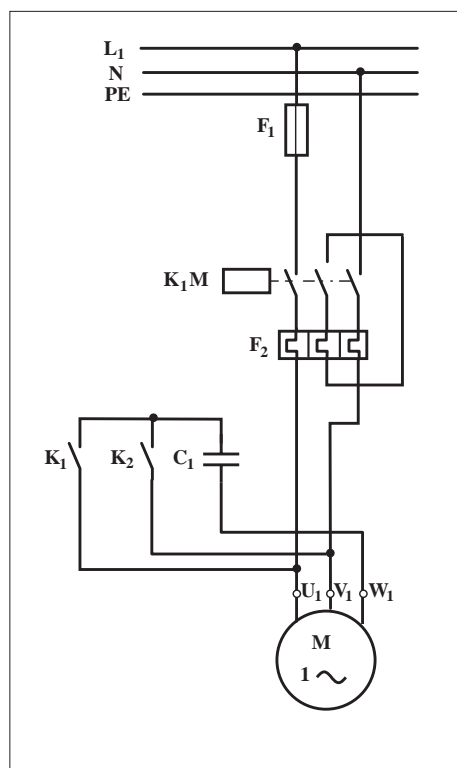 L₁
N
PE
F₁
K₁M
F₂
K₁ K₂ C₁
U₁ V₁ W₁
M
1 ~